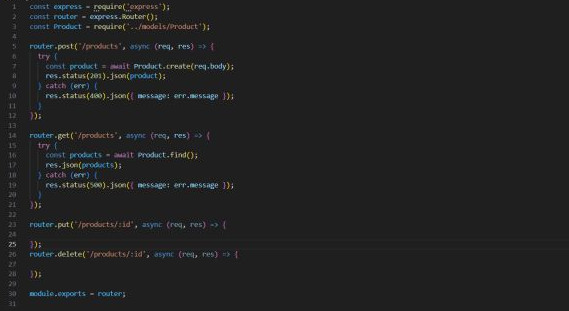 1 const express = require('express');
2 const router = express.Router();
3 const Product = require('../models/Product');
4
5 router.post('/products', async (req, res) => {
6 try {
7 const product = await Product.create(req.body);
8 res.status(201).json(product);
9 } catch (err) {
10 res.status(400).json({ message: err.message });
11 }
12 });
13
14 router.get('/products', async (req, res) => {
15 try {
16 const products = await Product.find();
17 res.json(products);
18 } catch (err) {
19 res.status(500).json({ message: err.message });
20 }
21 });
22
23 router.put('/products/:id', async (req, res) => {
24
25 });
26 router.delete('/products/:id', async (req, res) => {
27
28 });
29
30 module.exports = router;
31